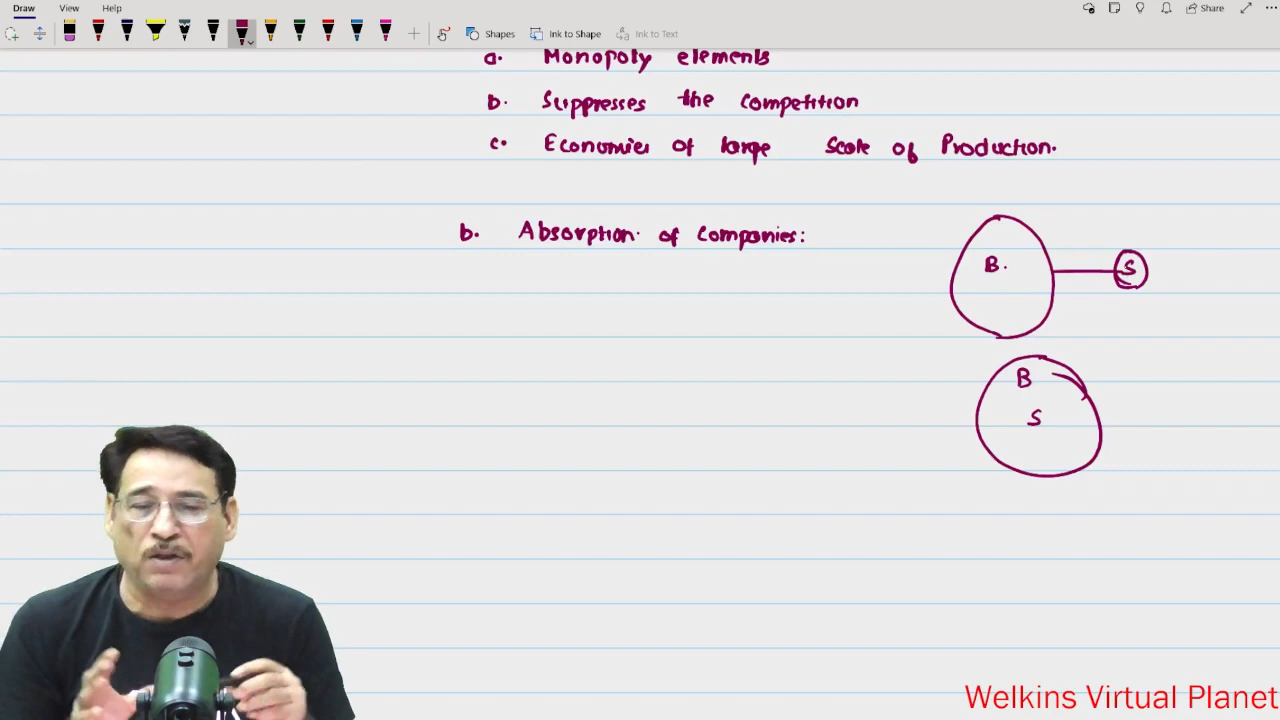 Draw View Help
Share
Shapes Ink to Shape Ink to Text
a. Monopoly elements
b. Suppresses the competition
c. Economies of large Scale of Production.
b. Absorption of Companies:
B. S
B
S
Welkins Virtual Planet